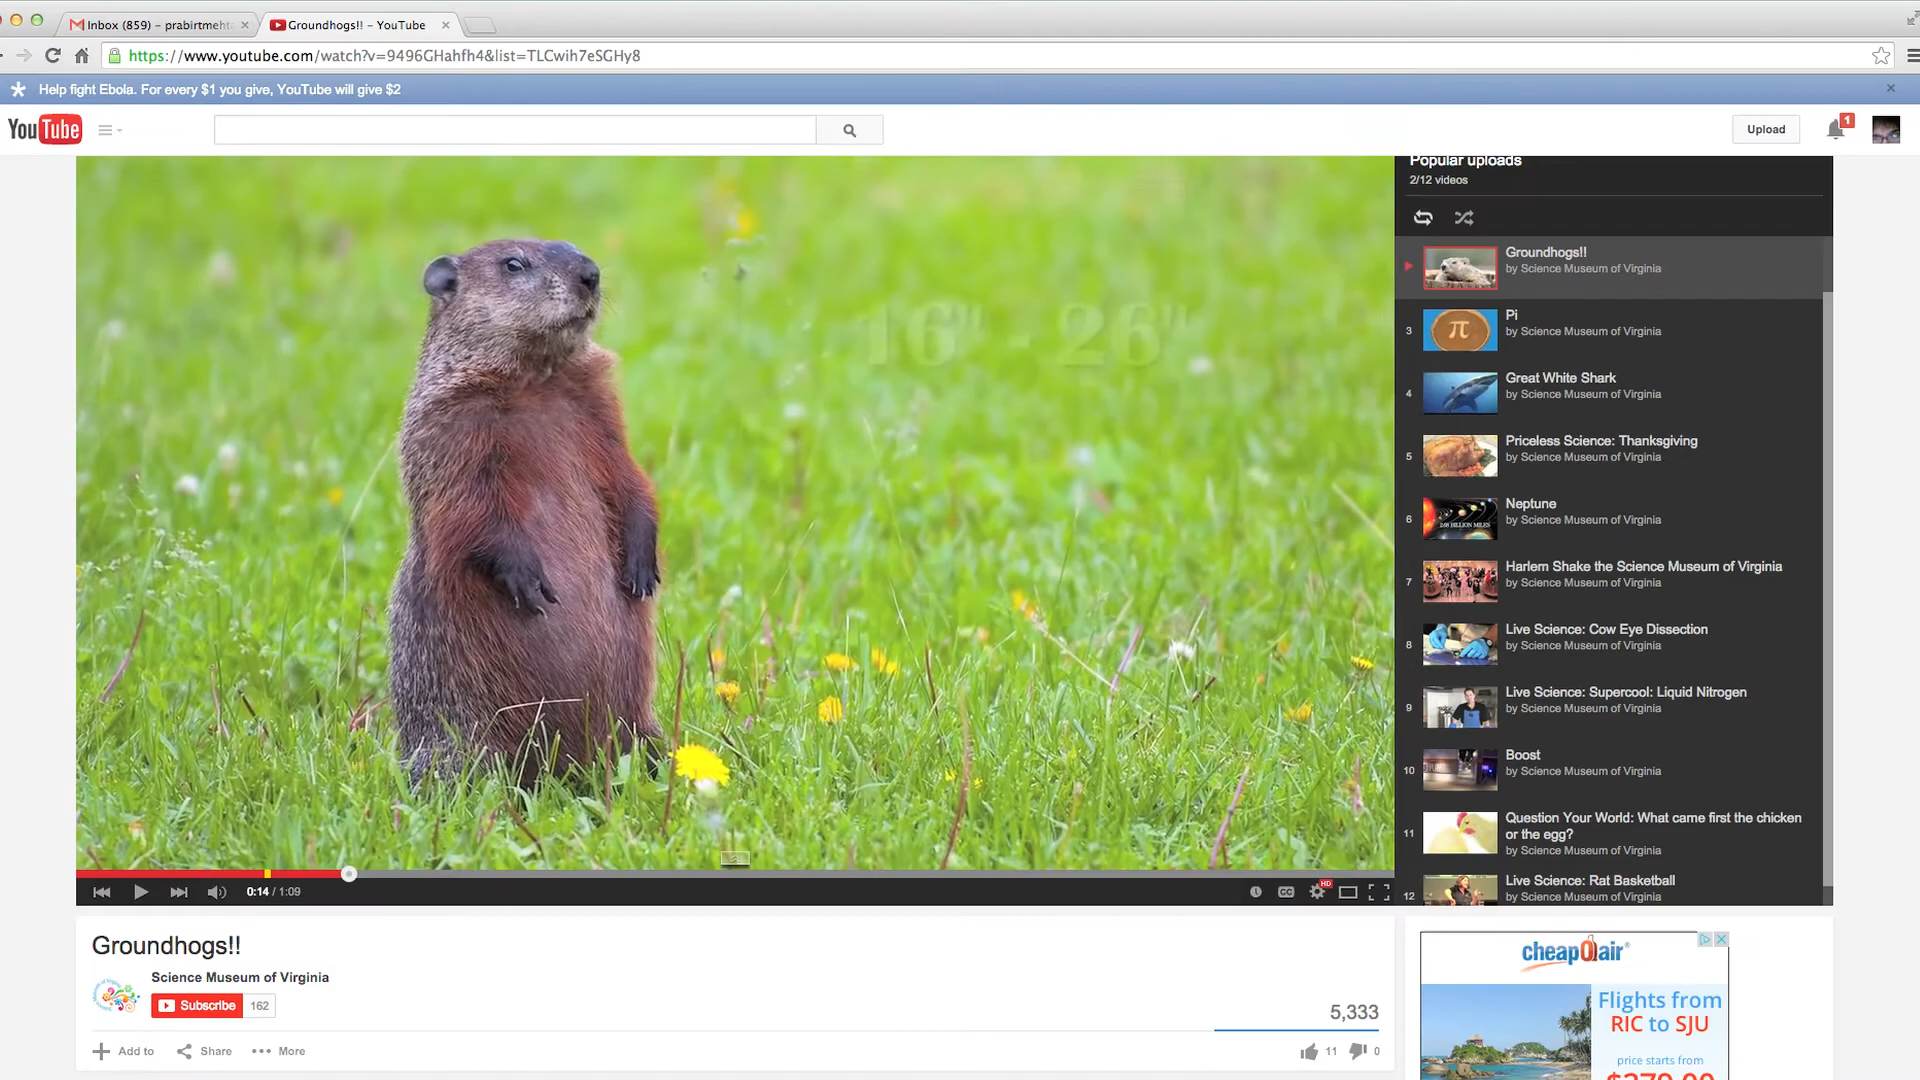 Inbox (859) – prabirtmehta
Groundhogs!! – YouTube
https://www.youtube.com/watch?v=9496GHahfh4&list=TLCwih7eSGHy8
Help fight Ebola. For every $1 you give, YouTube will give $2
YouTube
Upload
1
16" - 26"
Popular uploads
2/12 videos
Groundhogs!!
by Science Museum of Virginia
3
Pi
by Science Museum of Virginia
π
4
Great White Shark
by Science Museum of Virginia
5
Priceless Science: Thanksgiving
by Science Museum of Virginia
6
Neptune
by Science Museum of Virginia
2.68 BILLION MILES
7
Harlem Shake the Science Museum of Virginia
by Science Museum of Virginia
8
Live Science: Cow Eye Dissection
by Science Museum of Virginia
9
Live Science: Supercool: Liquid Nitrogen
by Science Museum of Virginia
10
Boost
by Science Museum of Virginia
11
Question Your World: What came first the chicken
or the egg?
by Science Museum of Virginia
12
Live Science: Rat Basketball
by Science Museum of Virginia
0:14 / 1:09
CC
HD
Groundhogs!!
Science Museum of Virginia
Subscribe 162
5,333
Add to
Share
More
11
0
cheapOair
Flights from
RIC to SJU
price starts from